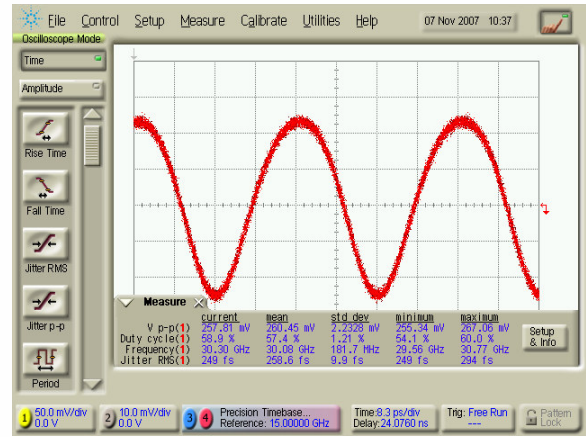 File Control Setup Measure Calibrate Utilities Help 07 Nov 2007 10:37
Oscilloscope Mode
Time
Amplitude
Rise Time
Fall Time
Jitter RMS
Jitter p-p
Period
Measure
current mean std dev minimum maximum
V p-p(1) 257.81 mV 260.45 mV 2.2328 mV 255.34 mV 267.06 mV
Duty cycle(1) 58.9 % 57.4 % 1.21 % 54.1 % 60.0 %
Frequency(1) 30.30 GHz 30.08 GHz 181.7 MHz 29.56 GHz 30.77 GHz
Jitter RMS(1) 249 fs 258.6 fs 9.9 fs 249 fs 294 fs
Setup
& Info
1 50.0 mV/div
0.0 V
2 10.0 mV/div
0.0 V
3 4 Precision Timebase...
Reference: 15.00000 GHz
Time:8.3 ps/div
Delay:24.0760 ns
Trig: Free Run
---
Pattern
Lock